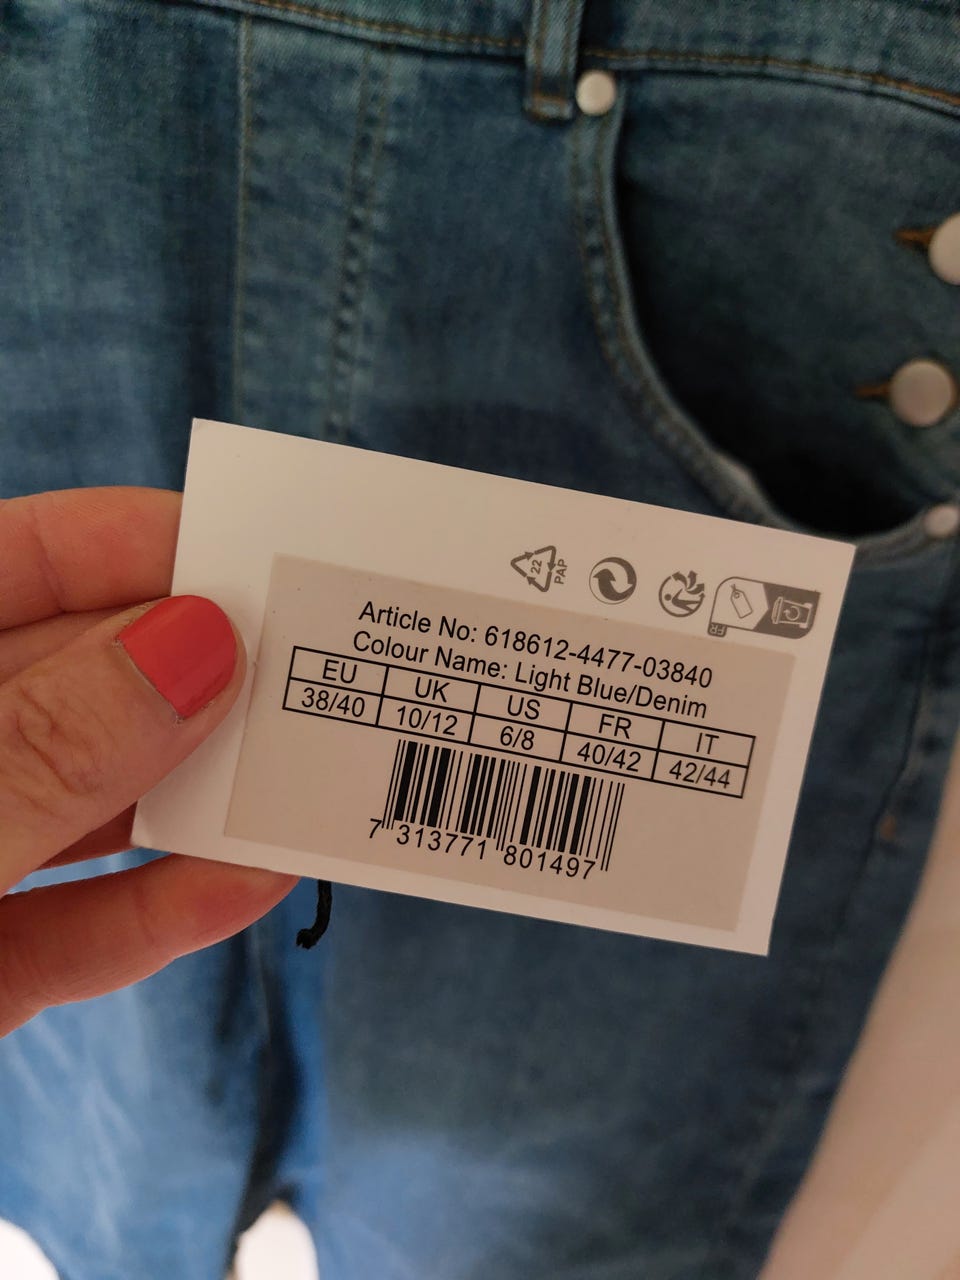 22
PAP
FR
Article No: 618612-4477-03840
Colour Name: Light Blue/Denim
EU UK US FR IT
38/40 10/12 6/8 40/42 42/44
7 313771 801497